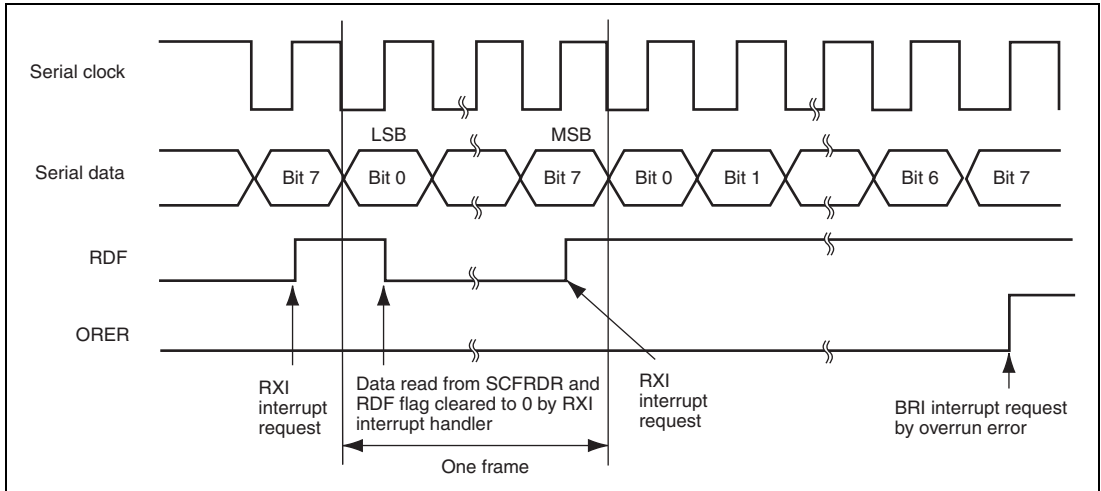 Serial clock
LSB
MSB
Serial data
Bit 7
Bit 0
Bit 7
Bit 0
Bit 1
Bit 6
Bit 7
RDF
ORER
RXI
interrupt
request
Data read from SCFRDR and
RDF flag cleared to 0 by RXI
interrupt handler
RXI
interrupt
request
BRI interrupt request
by overrun error
One frame